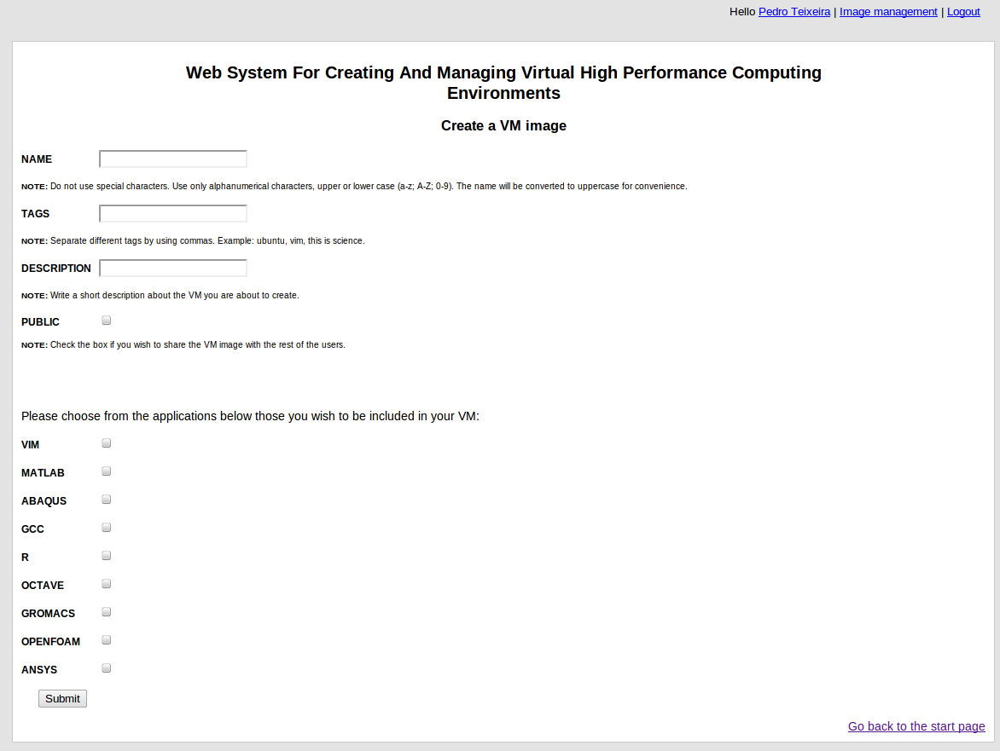 Hello Pedro Teixeira | Image management | Logout
Web System For Creating And Managing Virtual High Performance Computing
Environments
Create a VM image
NAME
NOTE: Do not use special characters. Use only alphanumerical characters, upper or lower case (a-z; A-Z; 0-9). The name will be converted to uppercase for convenience.
TAGS
NOTE: Separate different tags by using commas. Example: ubuntu, vim, this is science.
DESCRIPTION
NOTE: Write a short description about the VM you are about to create.
PUBLIC
NOTE: Check the box if you wish to share the VM image with the rest of the users.
Please choose from the applications below those you wish to be included in your VM:
VIM
MATLAB
ABAQUS
GCC
R
OCTAVE
GROMACS
OPENFOAM
ANSYS
Submit
Go back to the start page